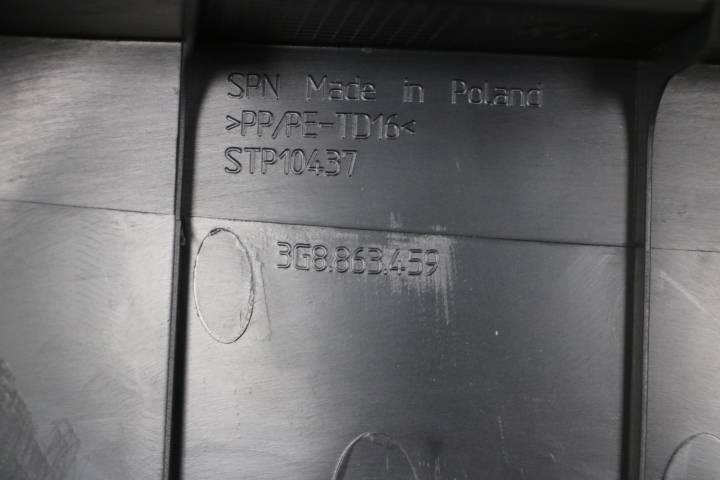 SPN Made in Poland
>PP/PE-TD16<
STP10437
3G8.863.459